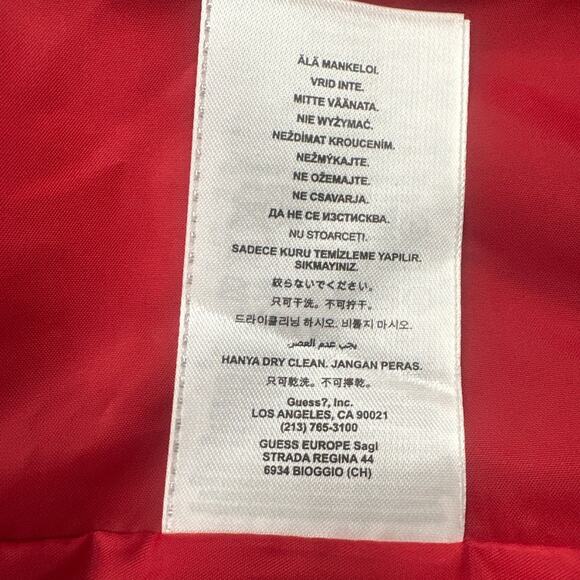 ÄLÄ MANKELOI.
VRID INTE.
MITTE VÄÄNATA.
NIE WYŻYMAĆ.
NEŽDÍMAT KROUCENÍM.
NEŽMÝKAJTE.
NE OŽEMAJTE.
NE CSAVARJA.
ДА НЕ СЕ ИЗСТИСКВА.
NU STOARCEȚI.
SADECE KURU TEMİZLEME YAPILIR.
SIKMAYINIZ.
絞らないでください。
只可干洗。不可拧干。
드라이클리닝 하시오. 비틀지 마시오.
يجب عدم العصر.
HANYA DRY CLEAN. JANGAN PERAS.
只可乾洗。不可擰乾。
Guess?, Inc.
LOS ANGELES, CA 90021
(213) 765-3100
GUESS EUROPE Sagl
STRADA REGINA 44
6934 BIOGGIO (CH)